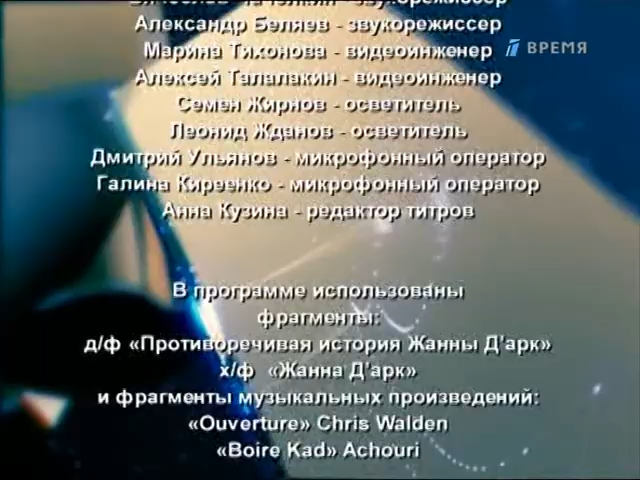 звукорежиссер
Александр Беляев - звукорежиссер
Марина Тихонова - видеоинженер
ВРЕМЯ
Алексей Талалакин - видеоинженер
Семен Жирнов - осветитель
Леонид Жданов - осветитель
Дмитрий Ульянов - микрофонный оператор
Галина Киреенко - микрофонный оператор
Анна Кузина - редактор титров
В программе использованы
фрагменты:
д/ф «Противоречивая история Жанны Д'арк»
х/ф «Жанна Д'арк»
и фрагменты музыкальных произведений:
«Ouverture» Chris Walden
«Boire Kad» Achouri